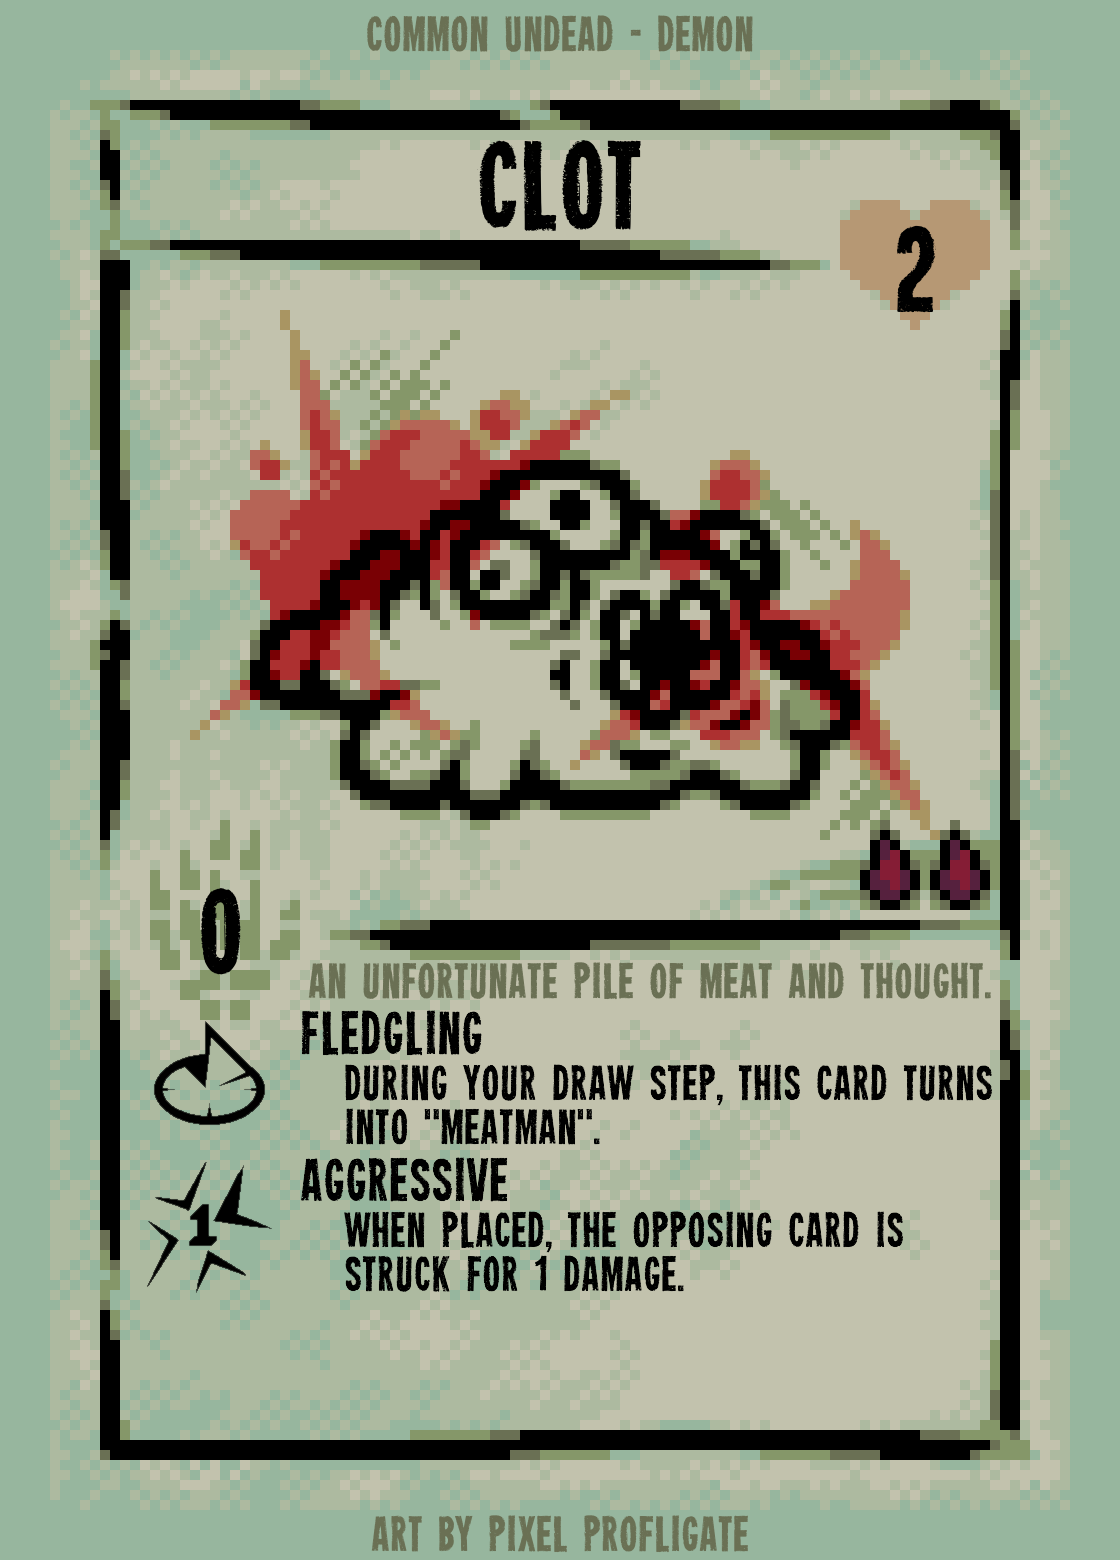 COMMON UNDEAD - DEMON
CLOT
2
0
AN UNFORTUNATE PILE OF MEAT AND THOUGHT.
FLEDGLING
DURING YOUR DRAW STEP, THIS CARD TURNS
INTO "MEATMAN".
AGGRESSIVE
1
WHEN PLACED, THE OPPOSING CARD IS
STRUCK FOR 1 DAMAGE.
ART BY PIXEL PROFLIGATE